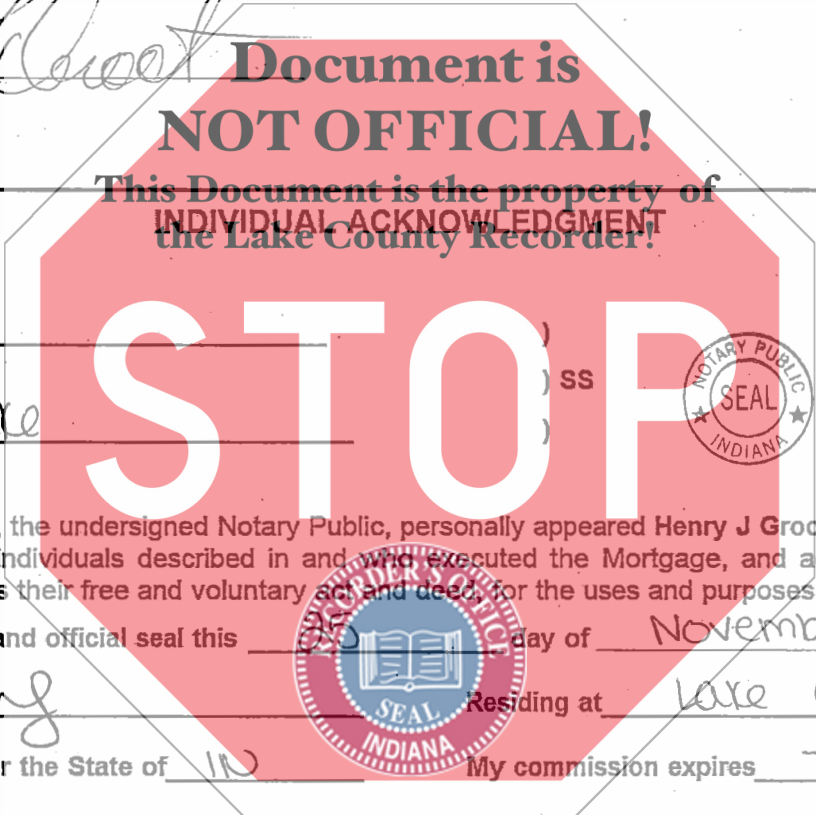 Document is
NOT OFFICIAL!
This Document is the property of
INDIVIDUAL ACKNOWLEDGMENT
the Lake County Recorder!
STOP
)
) SS
)
NOTARY PUBLIC
SEAL
INDIANA
, the undersigned Notary Public, personally appeared Henry J Groo
ndividuals described in and who executed the Mortgage, and a
s their free and voluntary act and deed, for the uses and purposes
nd official seal this day of Novemb
RECORDER'S OFFICE
SEAL
INDIANA
Residing at Lake
r the State of IN My commission expires